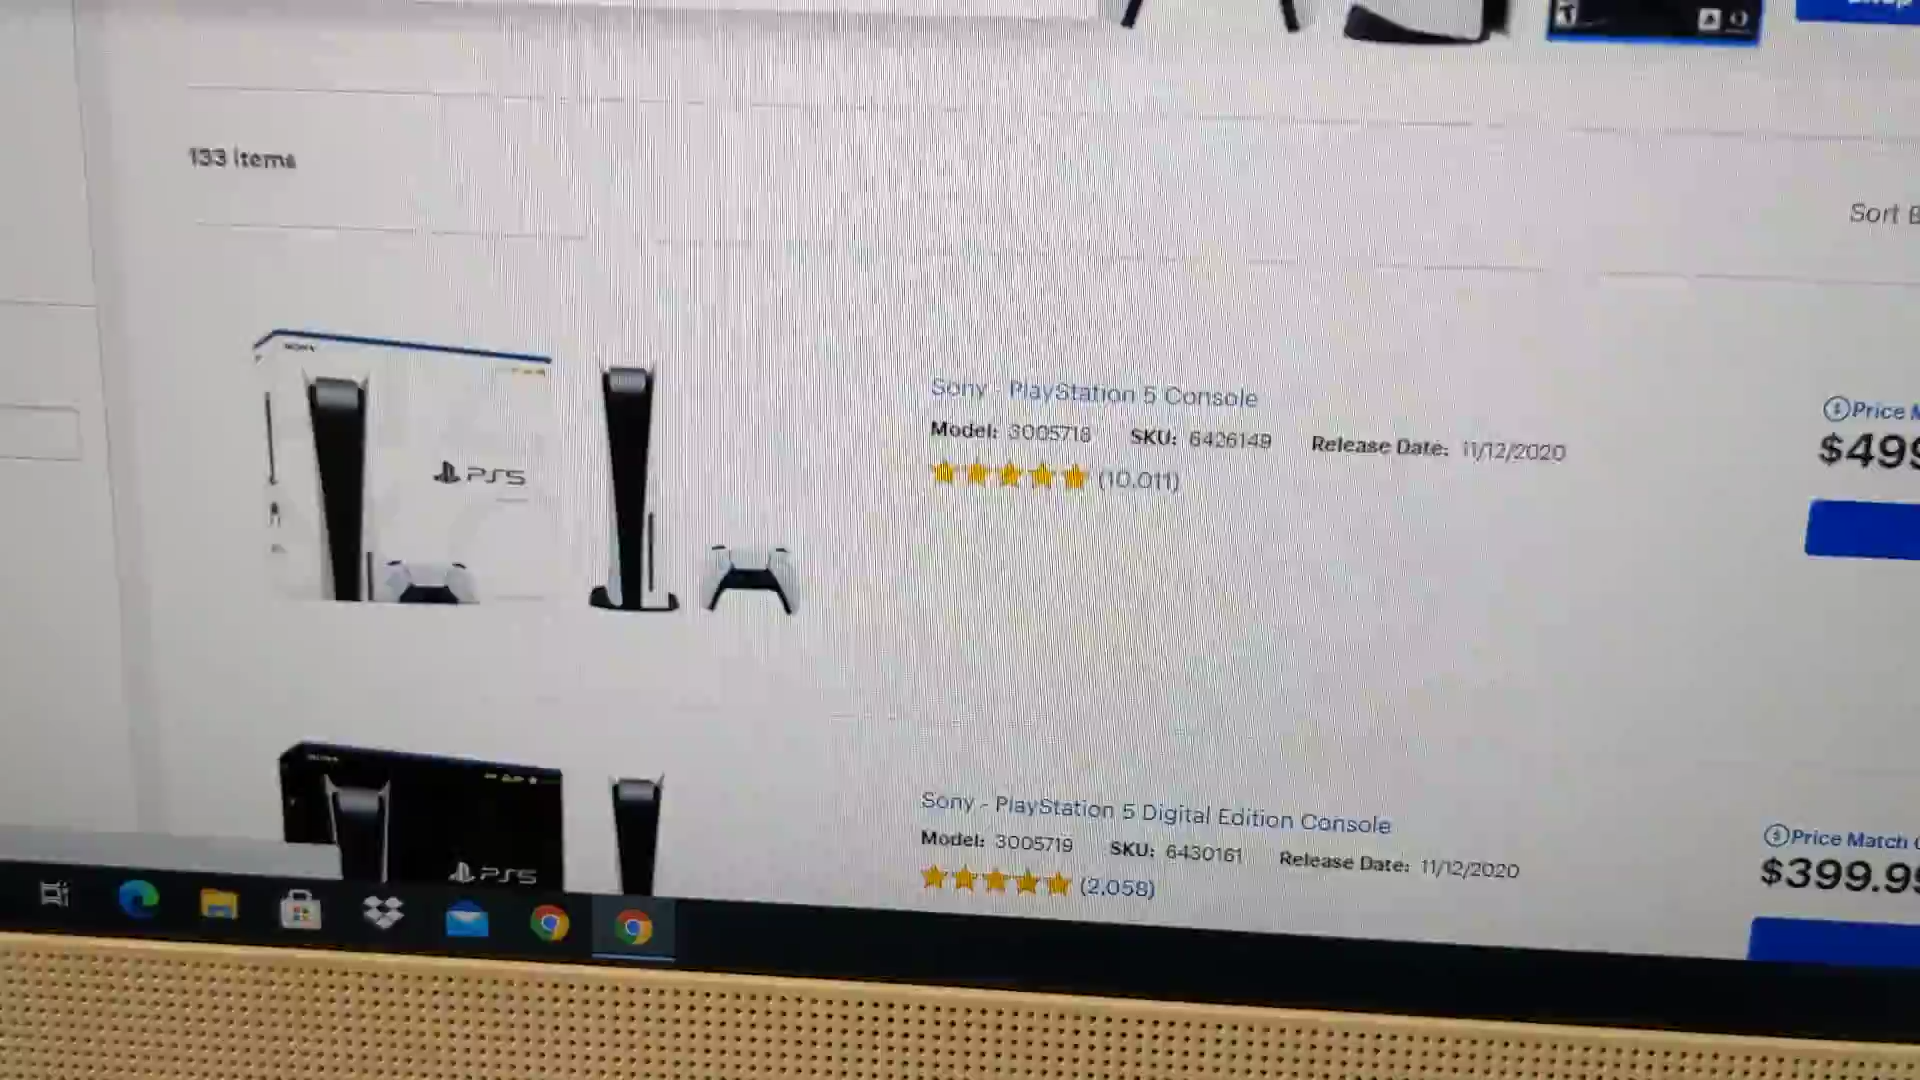 133 items
Sort B
SONY
PS5
Sony - PlayStation 5 Console
Model: 3005718 SKU: 6426149 Release Date: 11/12/2020
(10,011)
Price M
$499
PS5
Sony - PlayStation 5 Digital Edition Console
Model: 3005719 SKU: 6430161 Release Date: 11/12/2020
(2,058)
Price Match G
$399.99